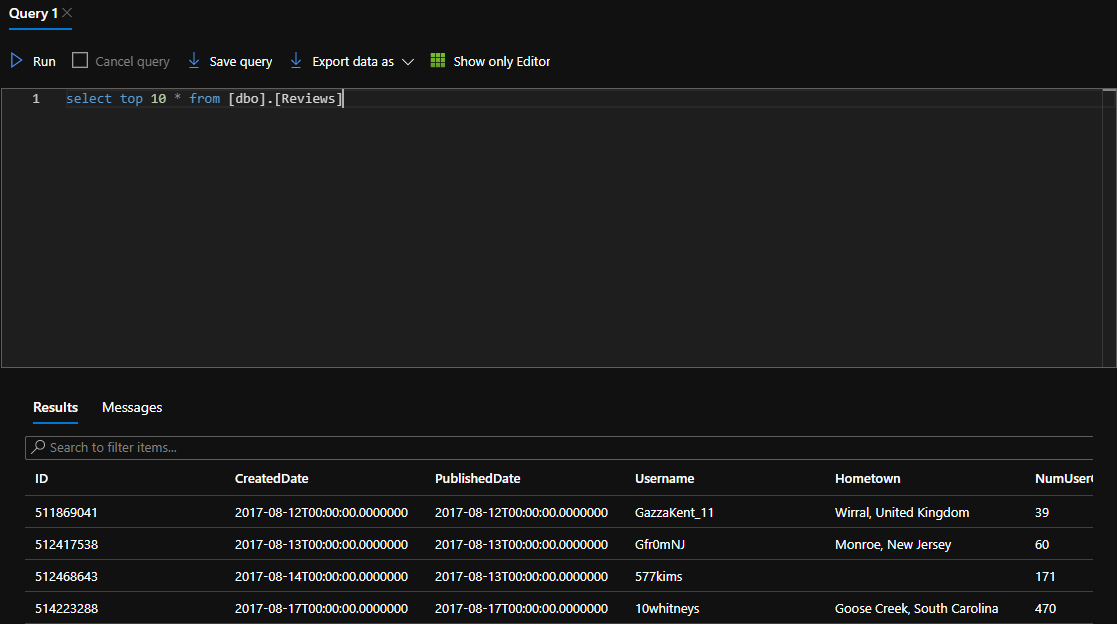 Query 1
Run Cancel query Save query Export data as Show only Editor
1 select top 10 * from [dbo].[Reviews]
Results Messages
Search to filter items...
ID CreatedDate PublishedDate Username Hometown
511869041 2017-08-12T00:00:00.0000000 2017-08-12T00:00:00.0000000 GazzaKent_11 Wirral, United Kingdom 39
512417538 2017-08-13T00:00:00.0000000 2017-08-13T00:00:00.0000000 Gfr0mNJ Monroe, New Jersey 60
512468643 2017-08-14T00:00:00.0000000 2017-08-13T00:00:00.0000000 577kims 171
514223288 2017-08-17T00:00:00.0000000 2017-08-17T00:00:00.0000000 10whitneys Goose Creek, South Carolina 470